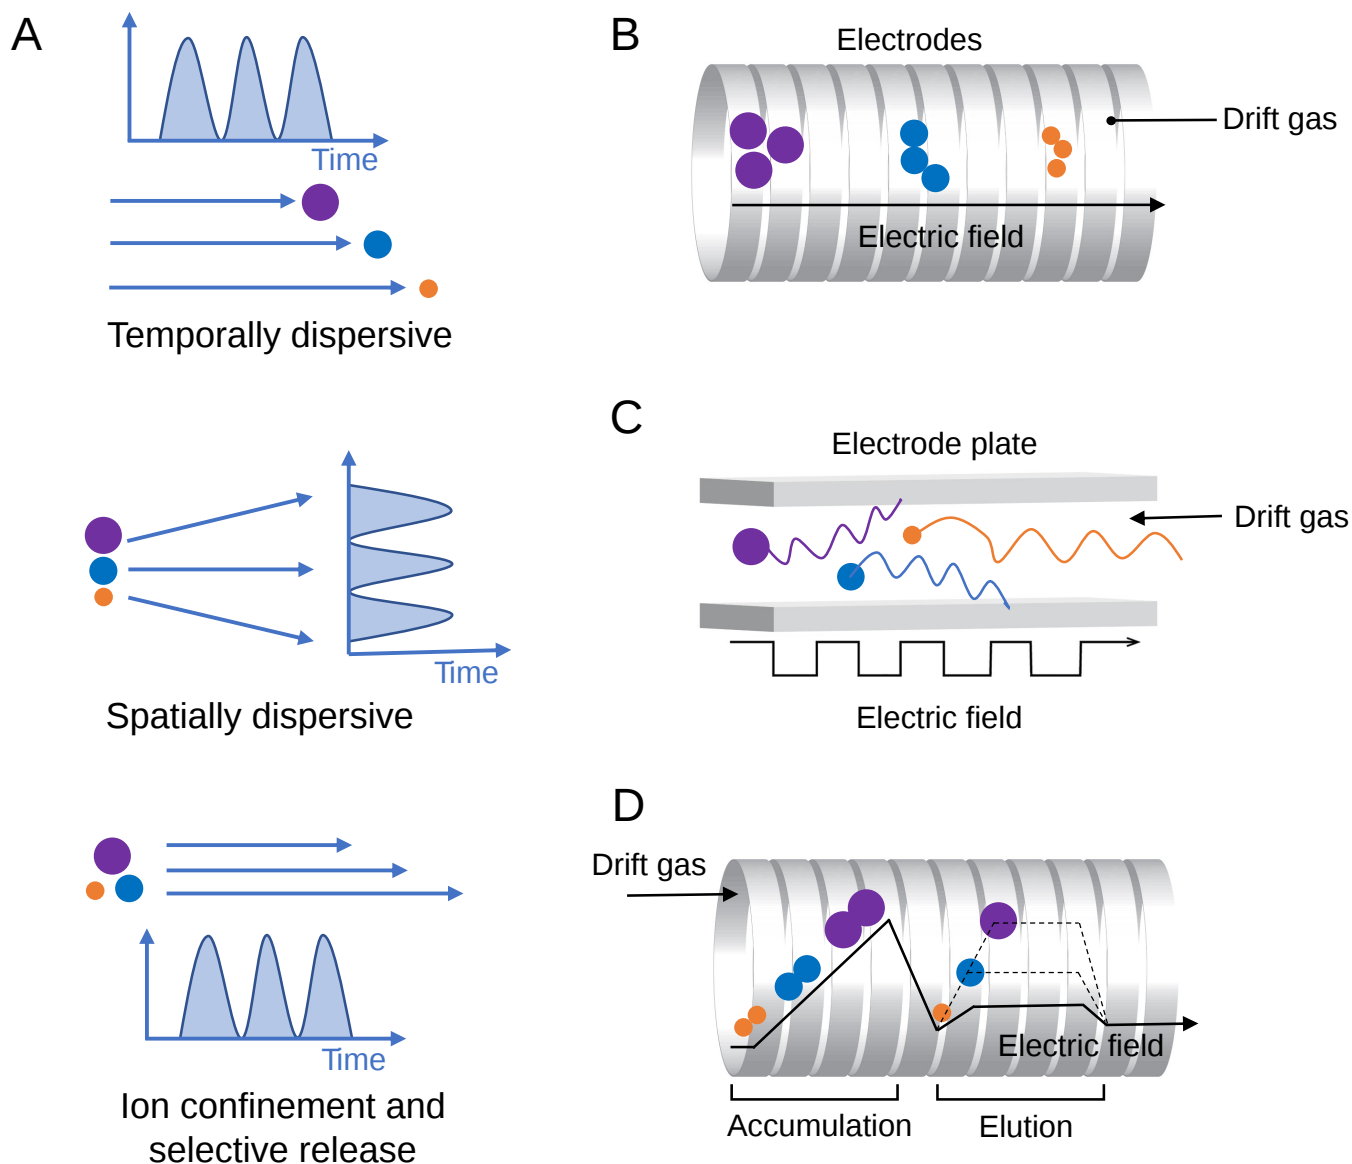 A
Time
Temporally dispersive
Time
Spatially dispersive
Time
Ion confinement and
selective release
B
Electrodes
Drift gas
Electric field
C
Electrode plate
Drift gas
Electric field
D
Drift gas
Electric field
Accumulation
Elution